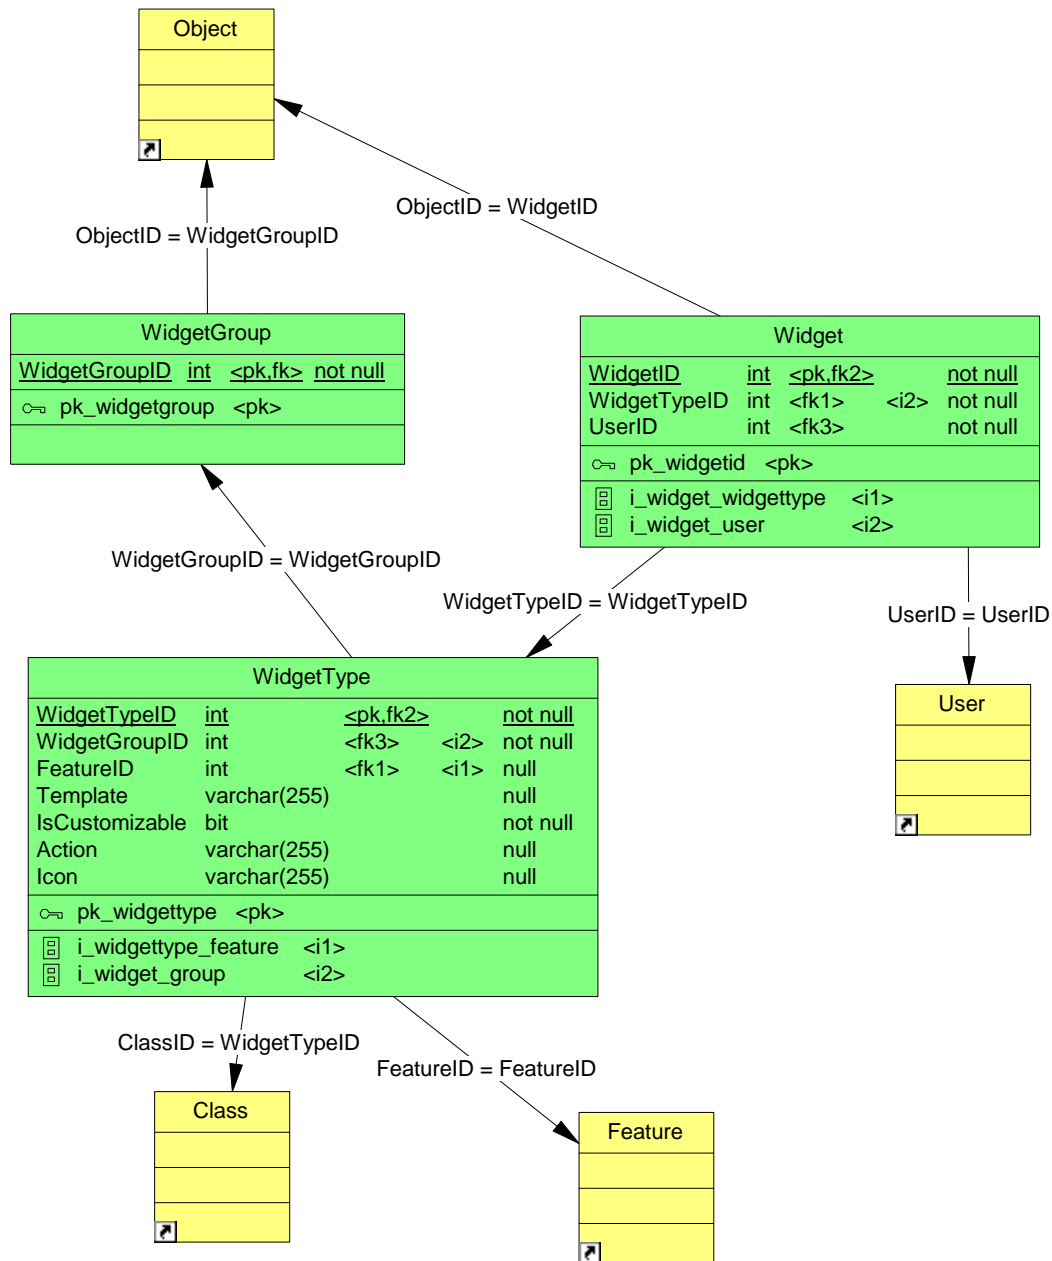 Object
ObjectID = WidgetID
ObjectID = WidgetGroupID
WidgetGroup
WidgetGroupID int <pk,fk> not null
pk_widgetgroup <pk>
Widget
WidgetID int <pk,fk2> not null
WidgetTypeID int <fk1> <i2> not null
UserID int <fk3> not null
pk_widgetid <pk>
i_widget_widgettype <i1>
i_widget_user <i2>
WidgetGroupID = WidgetGroupID
WidgetTypeID = WidgetTypeID
UserID = UserID
WidgetType
WidgetTypeID int <pk,fk2> not null
WidgetGroupID int <fk3> <i2> not null
FeatureID int <fk1> <i1> null
Template varchar(255) null
IsCustomizable bit not null
Action varchar(255) null
Icon varchar(255) null
pk_widgettype <pk>
i_widgettype_feature <i1>
i_widget_group <i2>
User
ClassID = WidgetTypeID
FeatureID = FeatureID
Class
Feature